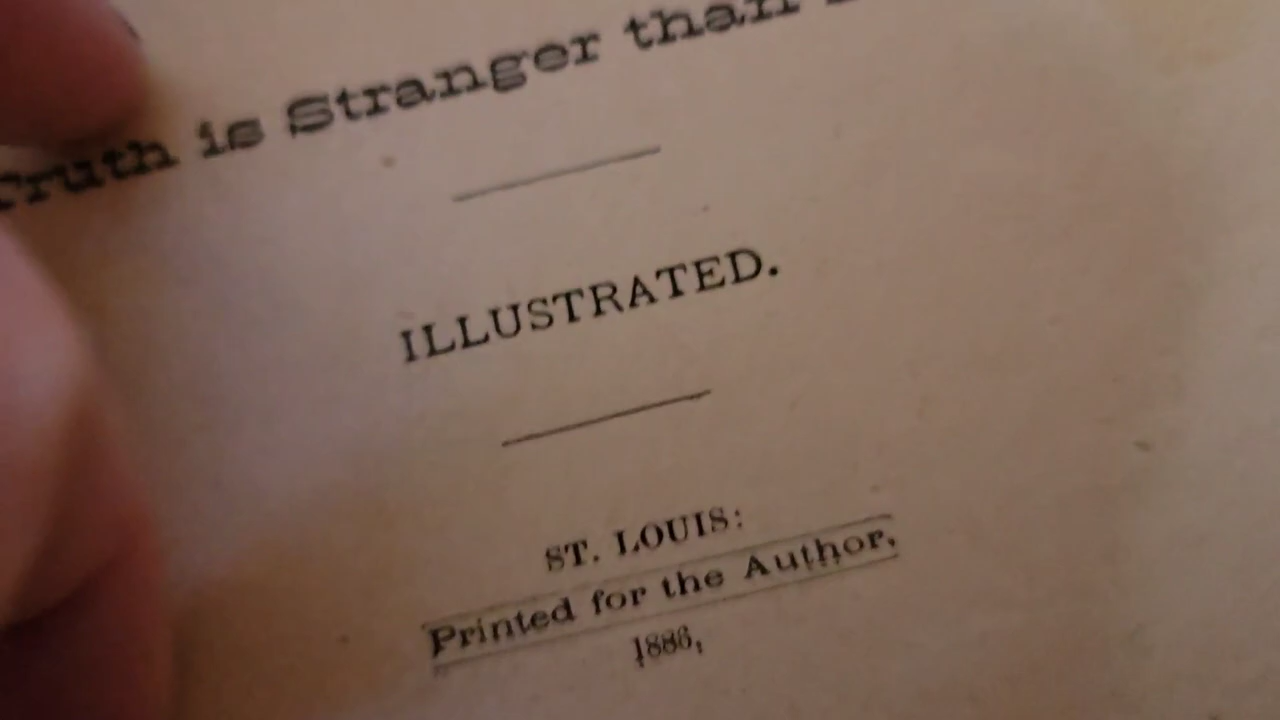 Truth is Stranger than
ILLUSTRATED.
ST. LOUIS:
Printed for the Author,
1886,